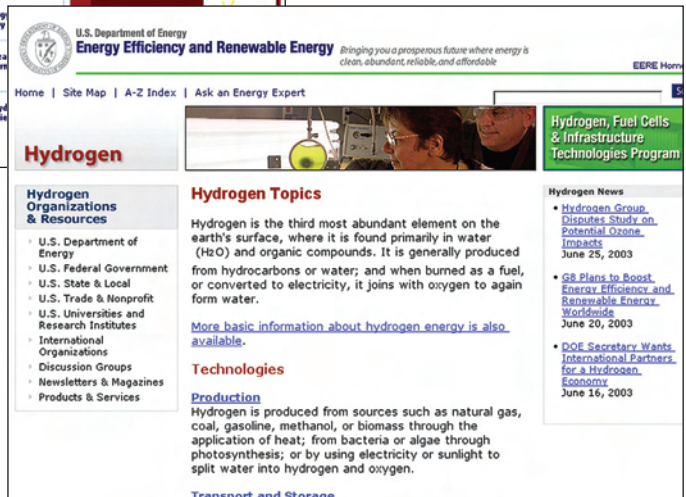 U.S. Department of Energy
Energy Efficiency and Renewable Energy
Bringing you a prosperous future where energy is
clean, abundant, reliable, and affordable
EERE Home
Home | Site Map | A-Z Index | Ask an Energy Expert
Hydrogen
Hydrogen, Fuel Cells
& Infrastructure
Technologies Program
Hydrogen
Organizations
& Resources
U.S. Department of
Energy
U.S. Federal Government
U.S. State & Local
U.S. Trade & Nonprofit
U.S. Universities and
Research Institutes
International
Organizations
Discussion Groups
Newsletters & Magazines
Products & Services
Hydrogen Topics
Hydrogen is the third most abundant element on the
earth's surface, where it is found primarily in water
(H2O) and organic compounds. It is generally produced
from hydrocarbons or water; and when burned as a fuel,
or converted to electricity, it joins with oxygen to again
form water.
More basic information about hydrogen energy is also
available.
Technologies
Production
Hydrogen is produced from sources such as natural gas,
coal, gasoline, methanol, or biomass through the
application of heat; from bacteria or algae through
photosynthesis; or by using electricity or sunlight to
split water into hydrogen and oxygen.
Transport and Storage
Hydrogen News
• Hydrogen Group
Disputes Study on
Potential Ozone
Impacts
June 25, 2003
• G8 Plans to Boost
Energy Efficiency and
Renewable Energy
Worldwide
June 20, 2003
• DOE Secretary Wants
International Partners
for a Hydrogen
Economy
June 16, 2003